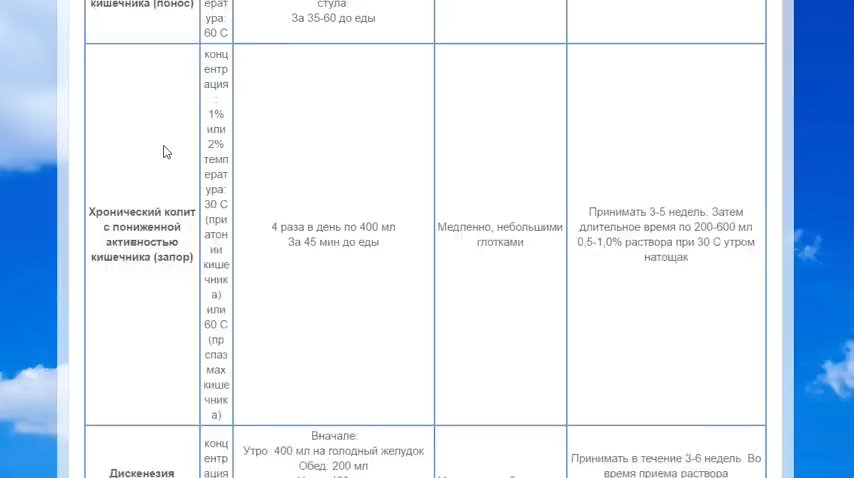 кишечника (понос)
ерат
ура:
60 С
стула
За 35-60 до еды
Хронический колит
с пониженной
активностью
кишечника (запор)
конц
ентр
ация
:
1%
или
2%
темп
ерат
ура:
30 С
(при
атон
ии
кише
чник
а)
или
60 С
(пр
спаз
мах
кише
чник
а)
4 раза в день по 400 мл
За 45 мин до еды
Медленно, небольшими
глотками
Принимать 3-5 недель. Затем
длительное время по 200-600 мл
0,5-1,0% раствора при 30 С утром
натощак
Дискенезия
конц
ентр
ация
Вначале:
Утро 400 мл на голодный желудок
Обед: 200 мл
Принимать в течение 3-6 недель. Во
время приема раствора